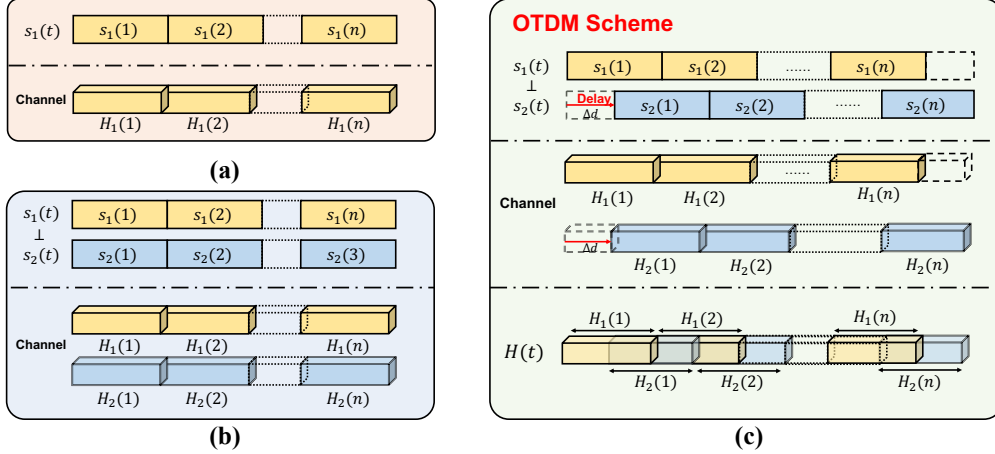 s₁(t) s₁(1) s₁(2) s₁(n)
Channel
H₁(1) H₁(2) H₁(n)
(a)
s₁(t) s₁(1) s₁(2) s₁(n)
⊥
s₂(t) s₂(1) s₂(2) s₂(3)
Channel
H₁(1) H₁(2) H₁(n)
H₂(1) H₂(2) H₂(n)
(b)
OTDM Scheme
s₁(t) s₁(1) s₁(2) ...... s₁(n)
⊥
s₂(t) Delay Δd s₂(1) s₂(2) ...... s₂(n)
......
H₁(1) H₁(2) H₁(n)
Channel
Δd
H₂(1) H₂(2) H₂(n)
H₁(1) H₁(2) H₁(n)
H(t)
H₂(1) H₂(2) H₂(n)
(c)